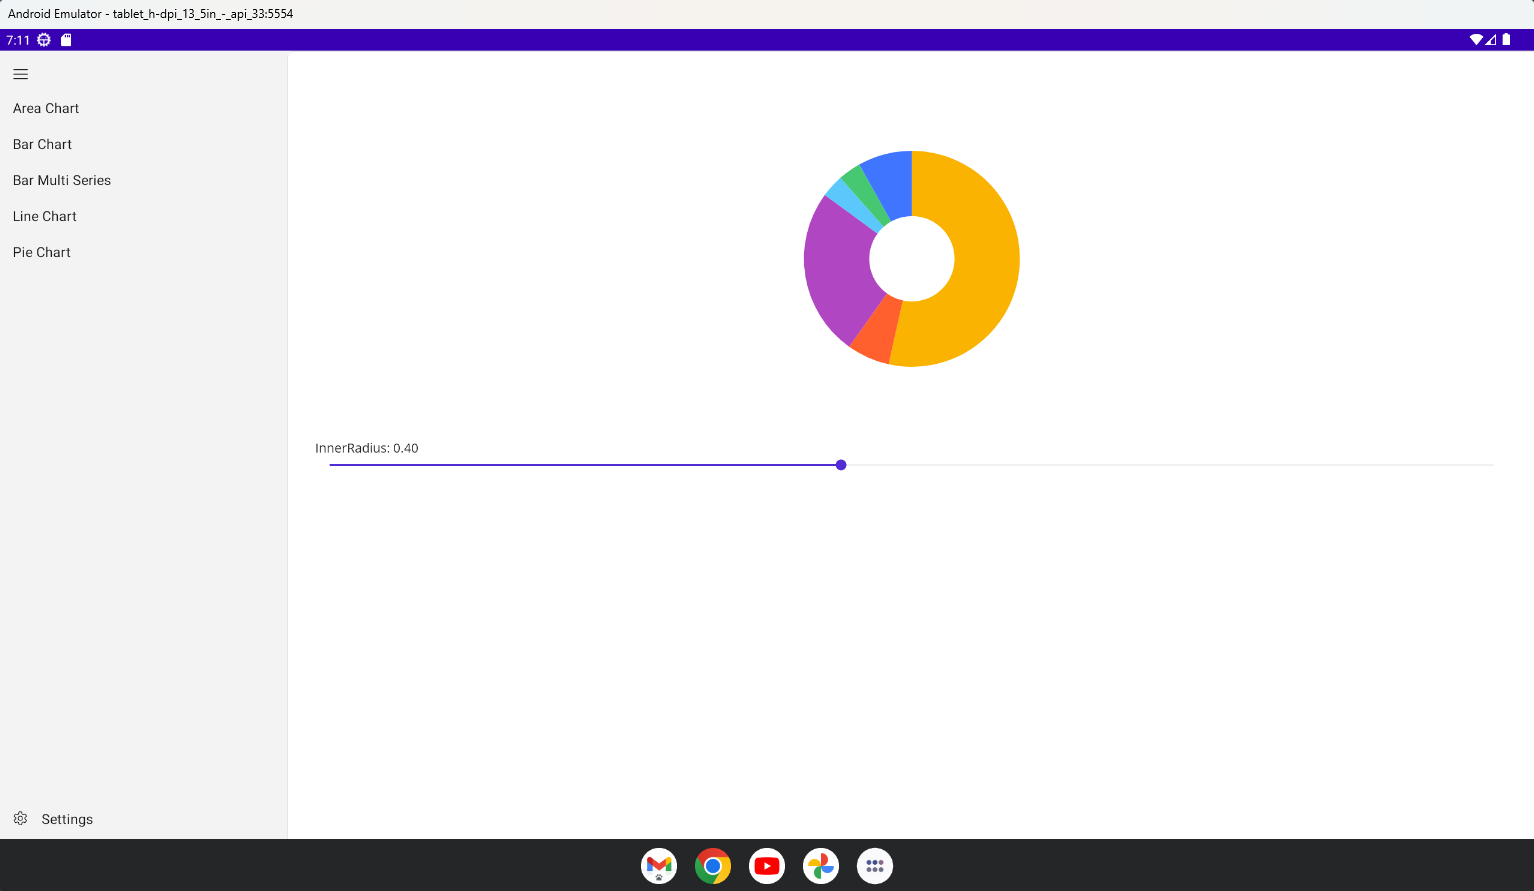 Android Emulator - tablet_h-dpi_13_5in_-_api_33:5554
7:11
Area Chart
Bar Chart
Bar Multi Series
Line Chart
Pie Chart
InnerRadius: 0.40
Settings